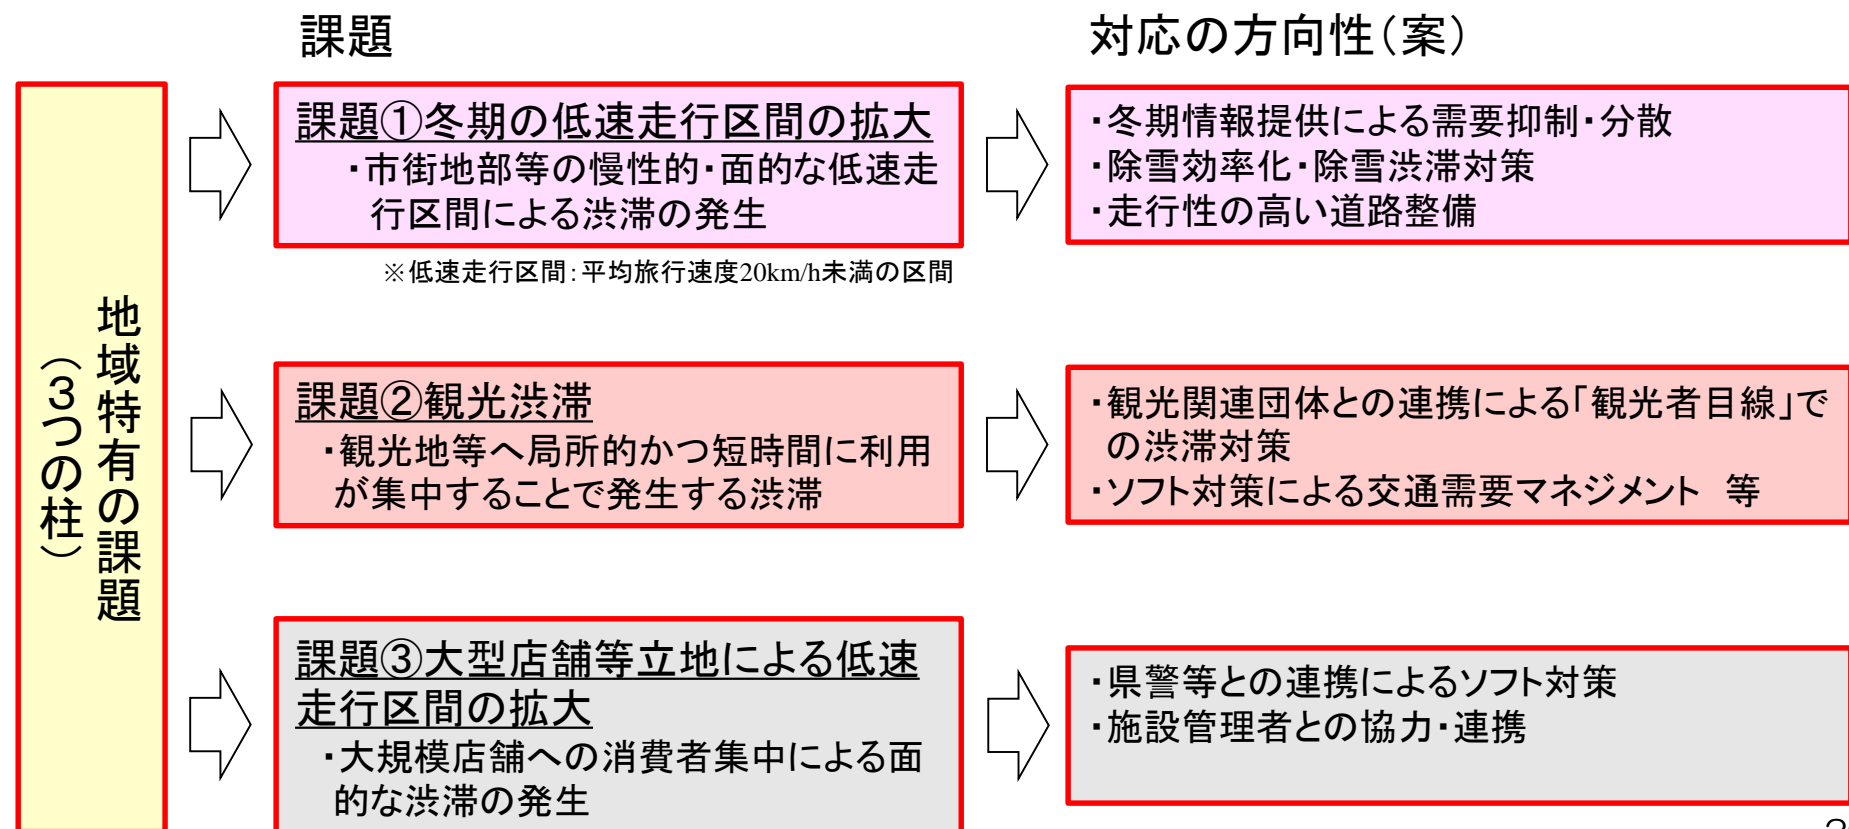 課題
対応の方向性(案)
地域特有の課題
(3つの柱)
課題①冬期の低速走行区間の拡大
・市街地部等の慢性的・面的な低速走
行区間による渋滞の発生
※低速走行区間:平均旅行速度20km/h未満の区間
・冬期情報提供による需要抑制・分散
・除雪効率化・除雪渋滞対策
・走行性の高い道路整備
課題②観光渋滞
・観光地等へ局所的かつ短時間に利用
が集中することで発生する渋滞
・観光関連団体との連携による「観光者目線」で
の渋滞対策
・ソフト対策による交通需要マネジメント 等
課題③大型店舗等立地による低速
走行区間の拡大
・大規模店舗への消費者集中による面
的な渋滞の発生
・県警等との連携によるソフト対策
・施設管理者との協力・連携